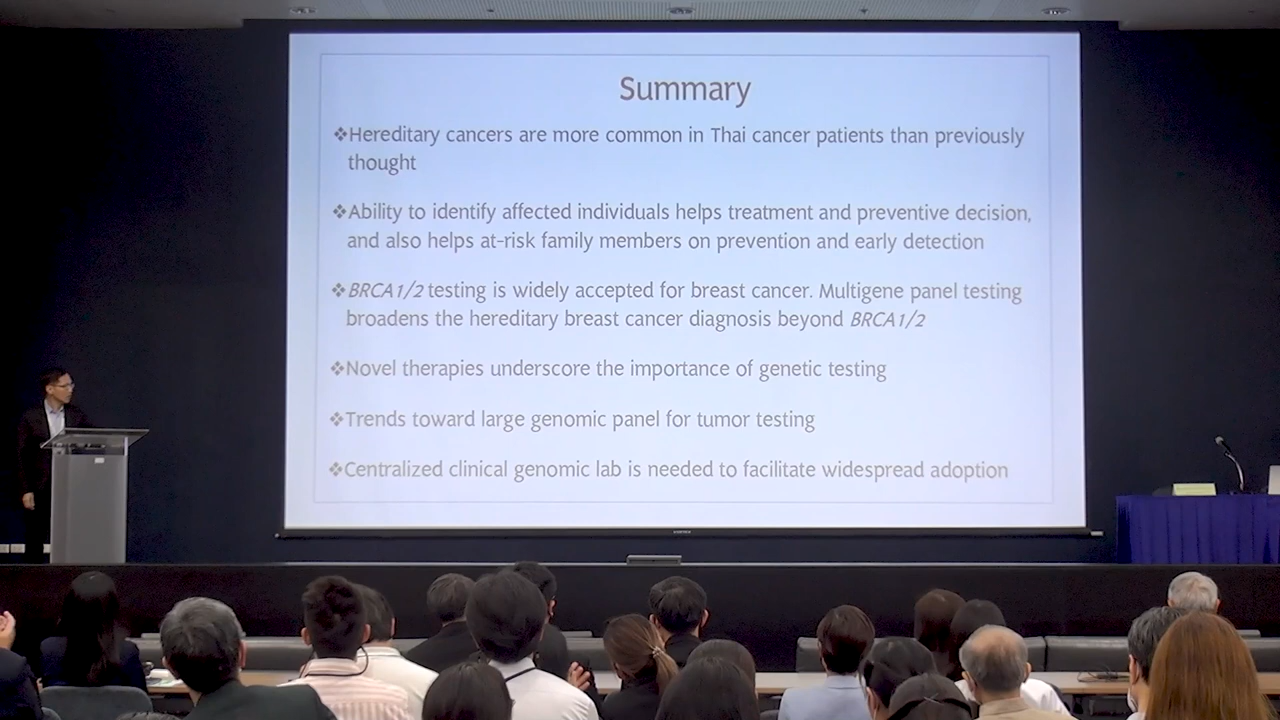 Summary
❖Hereditary cancers are more common in Thai cancer patients than previously
thought
❖Ability to identify affected individuals helps treatment and preventive decision,
and also helps at-risk family members on prevention and early detection
❖BRCA1/2 testing is widely accepted for breast cancer. Multigene panel testing
broadens the hereditary breast cancer diagnosis beyond BRCA1/2
❖Novel therapies underscore the importance of genetic testing
❖Trends toward large genomic panel for tumor testing
❖Centralized clinical genomic lab is needed to facilitate widespread adoption